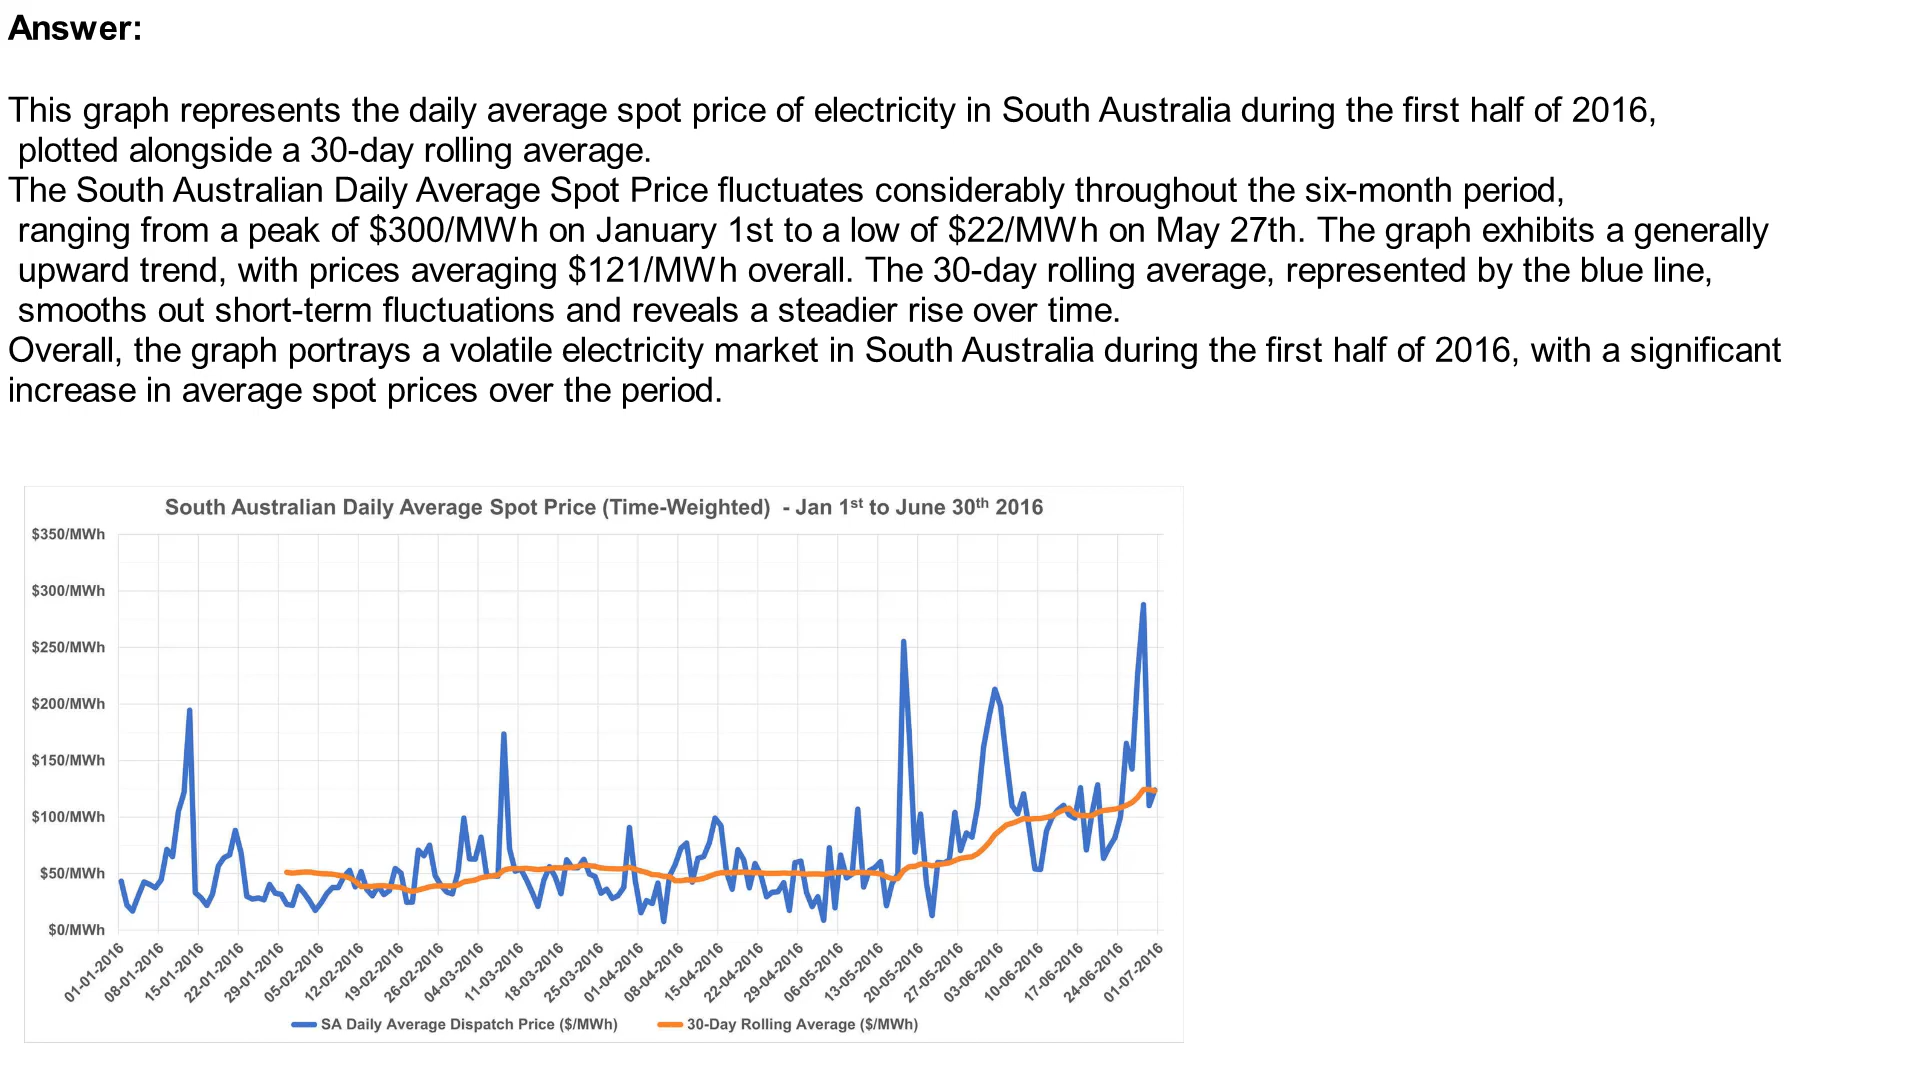 Answer:
This graph represents the daily average spot price of electricity in South Australia during the first half of 2016,
plotted alongside a 30-day rolling average.
The South Australian Daily Average Spot Price fluctuates considerably throughout the six-month period,
ranging from a peak of $300/MWh on January 1st to a low of $22/MWh on May 27th. The graph exhibits a generally
upward trend, with prices averaging $121/MWh overall. The 30-day rolling average, represented by the blue line,
smooths out short-term fluctuations and reveals a steadier rise over time.
Overall, the graph portrays a volatile electricity market in South Australia during the first half of 2016, with a significant
increase in average spot prices over the period.
South Australian Daily Average Spot Price (Time-Weighted) - Jan 1st to June 30th 2016
$350/MWh
$300/MWh
$250/MWh
$200/MWh
$150/MWh
$100/MWh
$50/MWh
$0/MWh
01-01-2016
08-01-2016
15-01-2016
22-01-2016
29-01-2016
05-02-2016
12-02-2016
19-02-2016
26-02-2016
04-03-2016
11-03-2016
18-03-2016
25-03-2016
01-04-2016
08-04-2016
15-04-2016
22-04-2016
29-04-2016
06-05-2016
13-05-2016
20-05-2016
27-05-2016
03-06-2016
10-06-2016
17-06-2016
24-06-2016
01-07-2016
SA Daily Average Dispatch Price ($/MWh)
30-Day Rolling Average ($/MWh)